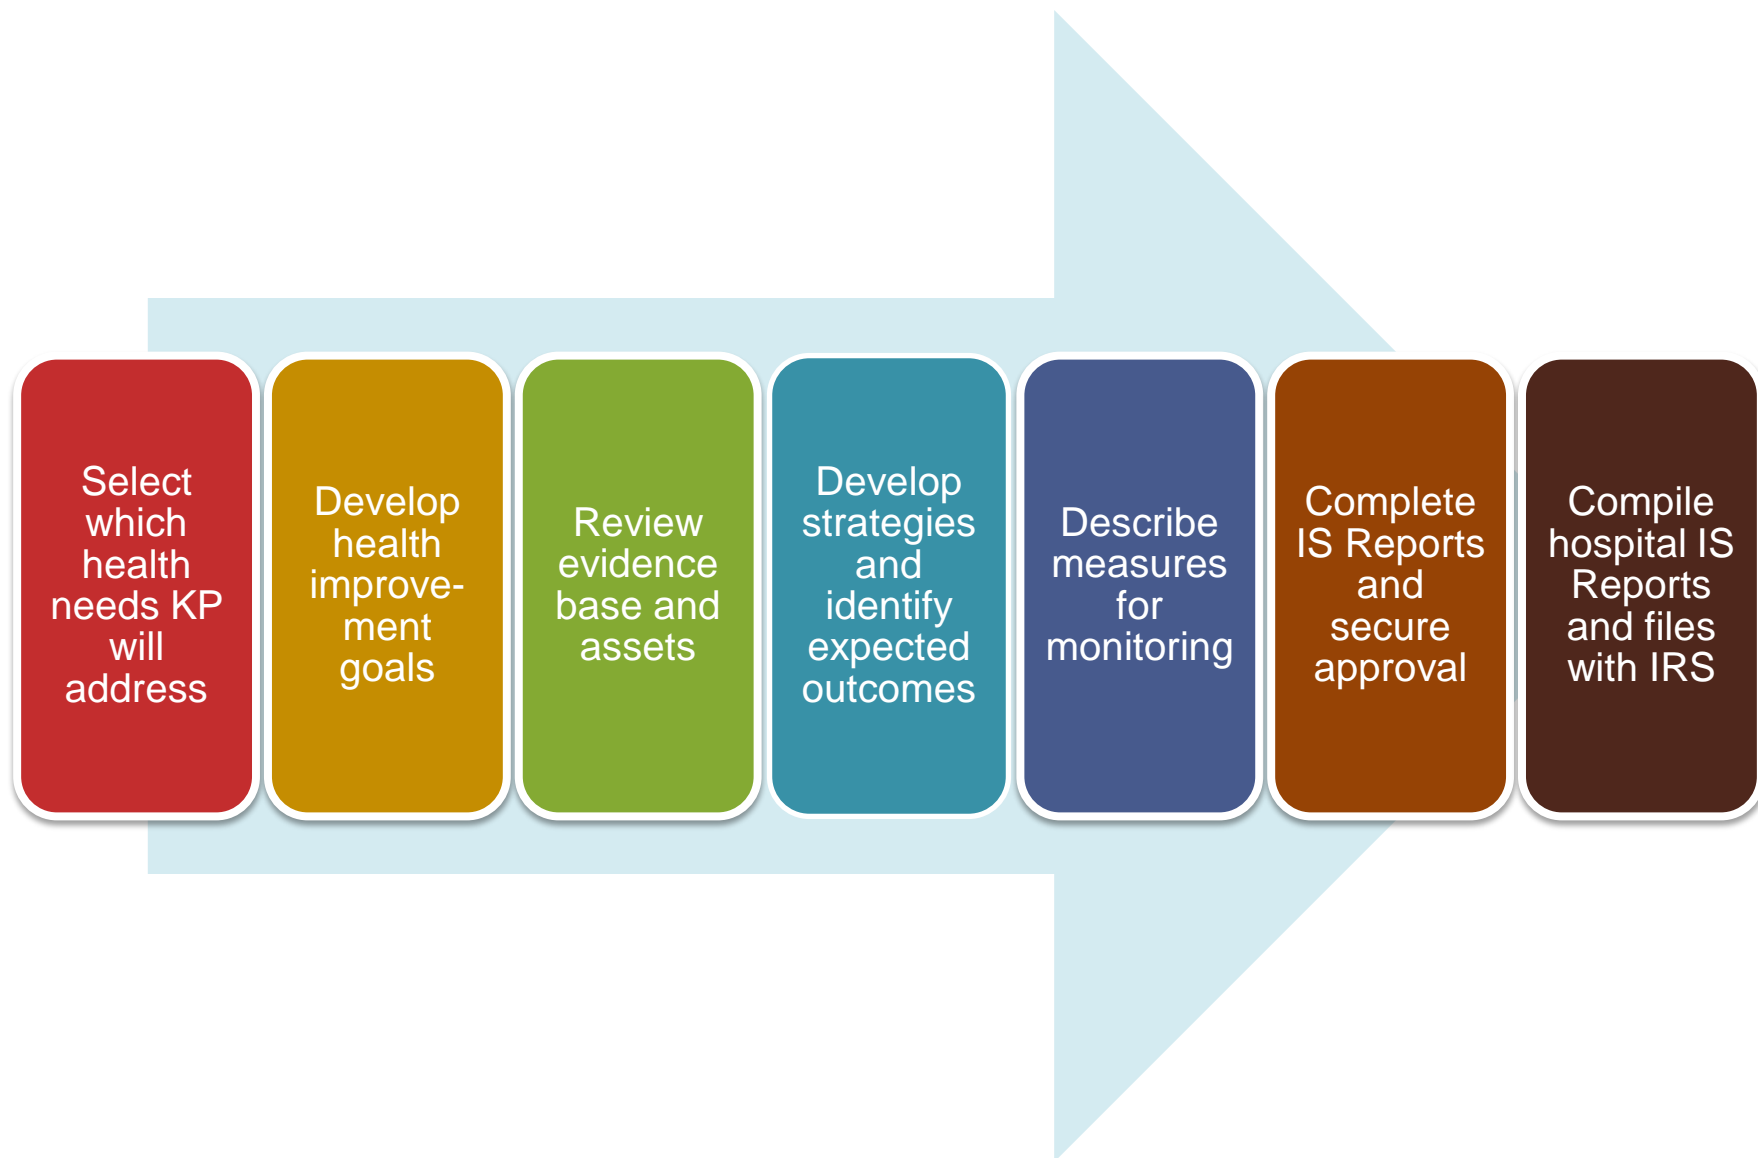 Select
which
health
needs KP
will
address
Develop
health
improve-
ment
goals
Review
evidence
base and
assets
Develop
strategies
and
identify
expected
outcomes
Describe
measures
for
monitoring
Complete
IS Reports
and
secure
approval
Compile
hospital IS
Reports
and files
with IRS